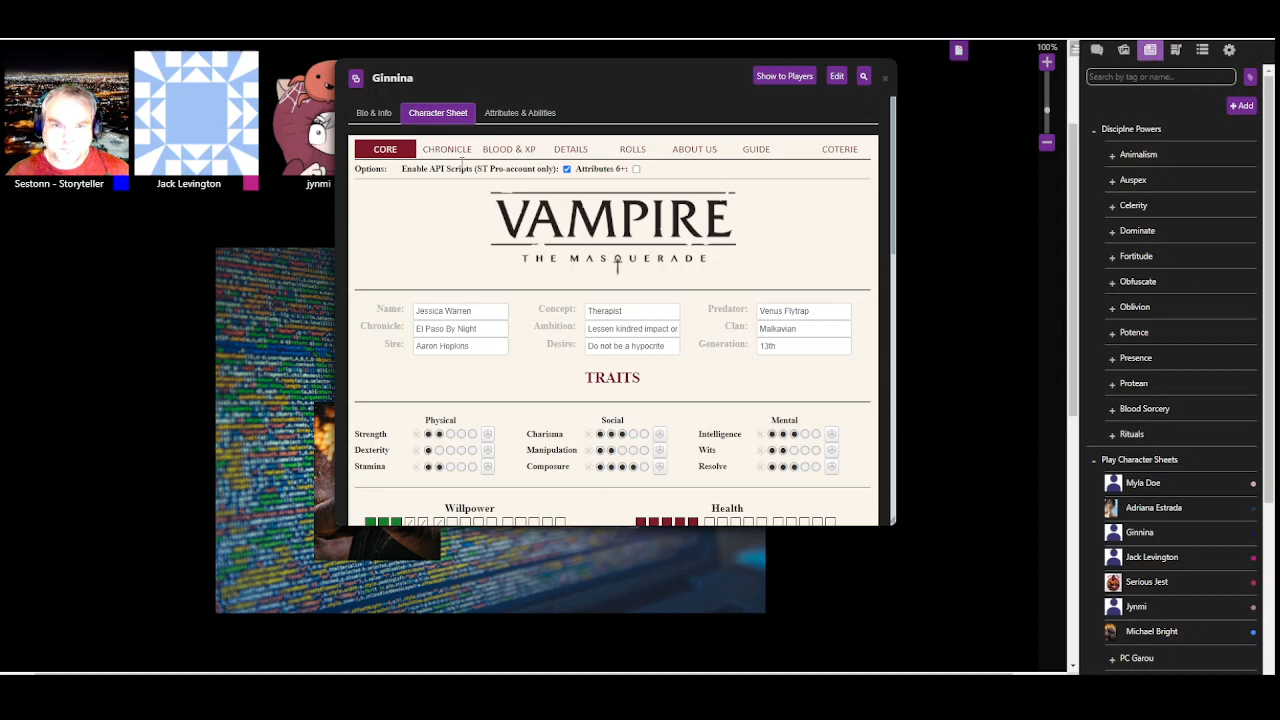 Sestonn - Storyteller
Jack Levington
jynmi
Ginnina
Show to Players
Edit
Bio & Info
Character Sheet
Attributes & Abilities
CORE
CHRONICLE
BLOOD & XP
DETAILS
ROLLS
ABOUT US
GUIDE
COTERIE
Options: Enable API Scripts (ST Pro-account only): Attributes 6+:
VAMPIRE
THE MASQUERADE
Name: Jessica Warren Concept: Therapist Predator: Venus Flytrap
Chronicle: El Paso By Night Ambition: Lessen kindred impact or Clan: Malkavian
Sire: Aaron Hopkins Desire: Do not be a hypocrite Generation: 13th
TRAITS
Physical Social Mental
Strength Charisma Intelligence
Dexterity Manipulation Wits
Stamina Composure Resolve
Willpower Health
100%
Search by tag or name...
+ Add
- Discipline Powers
+ Animalism
+ Auspex
+ Celerity
+ Dominate
+ Fortitude
+ Obfuscate
+ Oblivion
+ Potence
+ Presence
+ Protean
+ Blood Sorcery
+ Rituals
- Play Character Sheets
Myla Doe
Adriana Estrada
Ginnina
Jack Levington
Serious Jest
Jynmi
Michael Bright
+ PC Garou